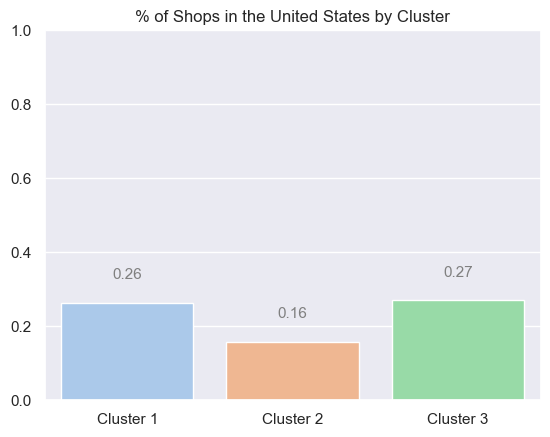 % of Shops in the United States by Cluster
1.0
0.8
0.6
0.4
0.2
0.0
0.26
0.16
0.27
Cluster 1
Cluster 2
Cluster 3